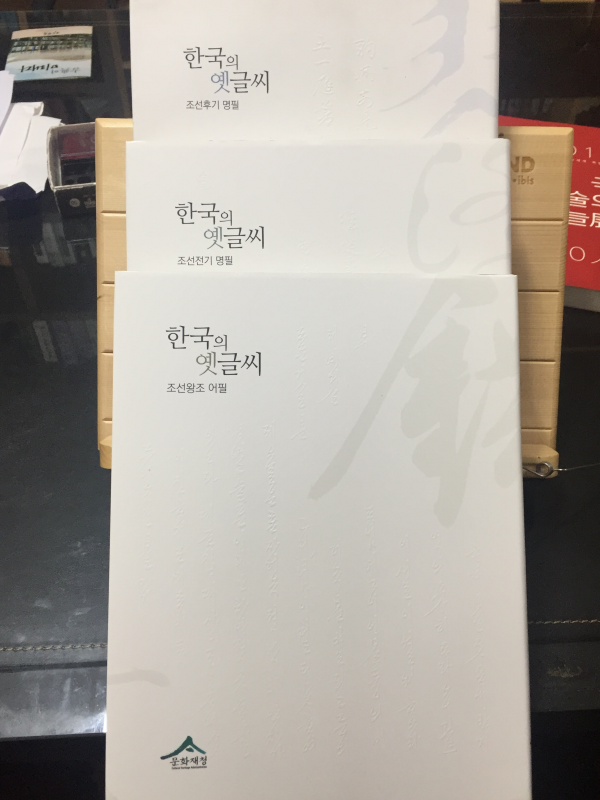 한국의
옛글씨
조선후기 명필
한국의
옛글씨
조선전기 명필
한국의
옛글씨
조선왕조 어필
문화재청
ND
ibis